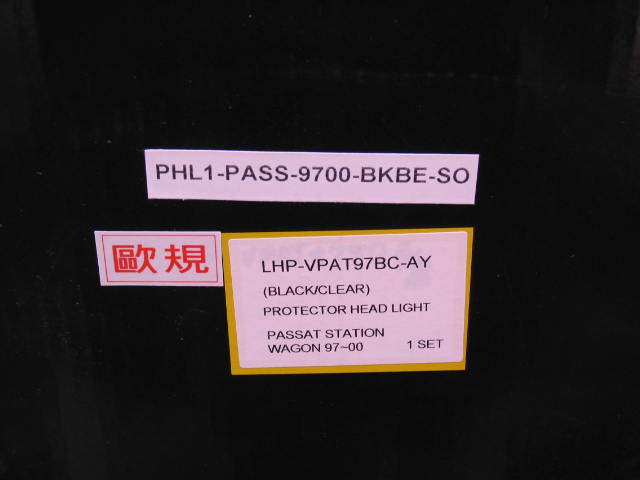 PHL1-PASS-9700-BKBE-SO
歐規
LHP-VPAT97BC-AY
(BLACK/CLEAR)
PROTECTOR HEAD LIGHT
PASSAT STATION
WAGON 97~00 1 SET